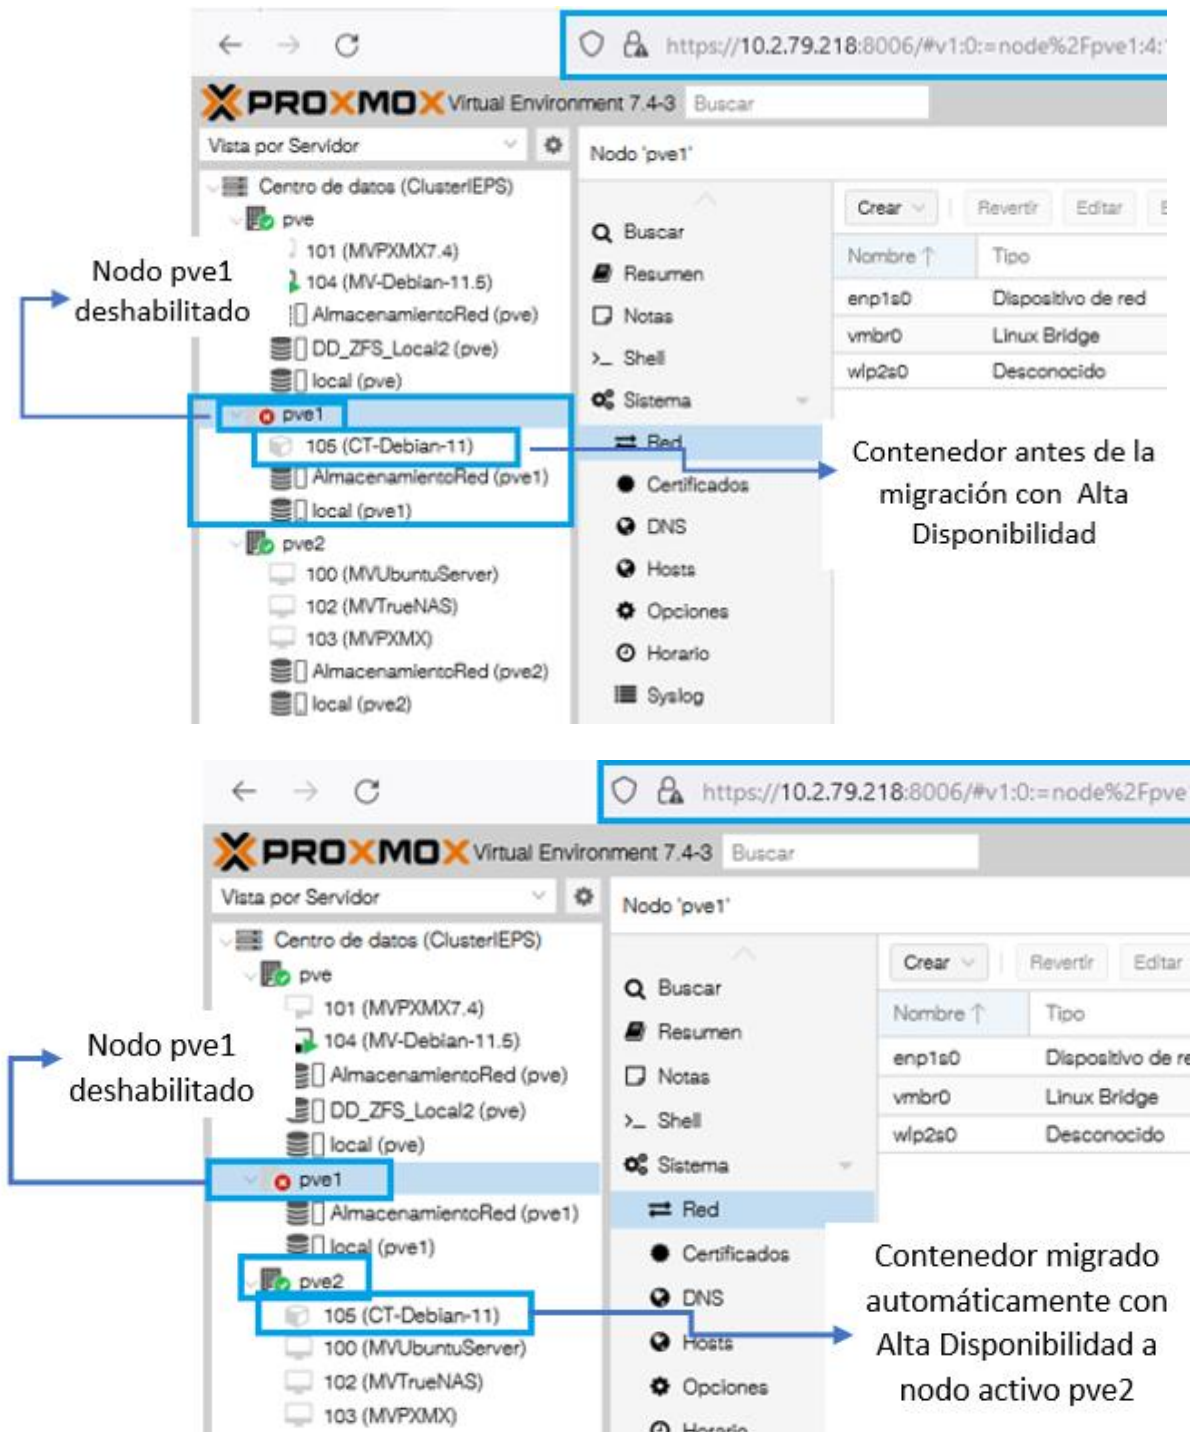 https://10.2.79.218:8006/#v1:0:=node%2Fpve1:4:
PROXMOX Virtual Environment 7.4-3 Buscar
Vista por Servidor
Nodo 'pve1'
Centro de datos (ClusterIEPS)
pve
101 (MVPXMX7.4)
104 (MV-Debian-11.5)
AlmacenamientoRed (pve)
DD_ZFS_Local2 (pve)
local (pve)
pve1
105 (CT-Debian-11)
AlmacenamientoRed (pve1)
local (pve1)
pve2
100 (MVUbuntuServer)
102 (MVTrueNAS)
103 (MVPXMX)
AlmacenamientoRed (pve2)
local (pve2)
Nodo pve1
deshabilitado
Buscar
Resumen
Notas
Shell
Sistema
Red
Certificados
DNS
Hosts
Opciones
Horario
Syslog
Crear Revertir Editar
Nombre Tipo
enp1s0 Dispositivo de red
vmbr0 Linux Bridge
wlp2s0 Desconocido
Contenedor antes de la
migración con Alta
Disponibilidad
https://10.2.79.218:8006/#v1:0:=node%2Fpve
PROXMOX Virtual Environment 7.4-3 Buscar
Vista por Servidor
Nodo 'pve1'
Centro de datos (ClusterIEPS)
pve
101 (MVPXMX7.4)
104 (MV-Debian-11.5)
AlmacenamientoRed (pve)
DD_ZFS_Local2 (pve)
local (pve)
pve1
AlmacenamientoRed (pve1)
local (pve1)
pve2
105 (CT-Debian-11)
100 (MVUbuntuServer)
102 (MVTrueNAS)
103 (MVPXMX)
Nodo pve1
deshabilitado
Buscar
Resumen
Notas
Shell
Sistema
Red
Certificados
DNS
Hosts
Opciones
Horario
Crear Revertir Editar
Nombre Tipo
enp1s0 Dispositivo de re
vmbr0 Linux Bridge
wlp2s0 Desconocido
Contenedor migrado
automáticamente con
Alta Disponibilidad a
nodo activo pve2